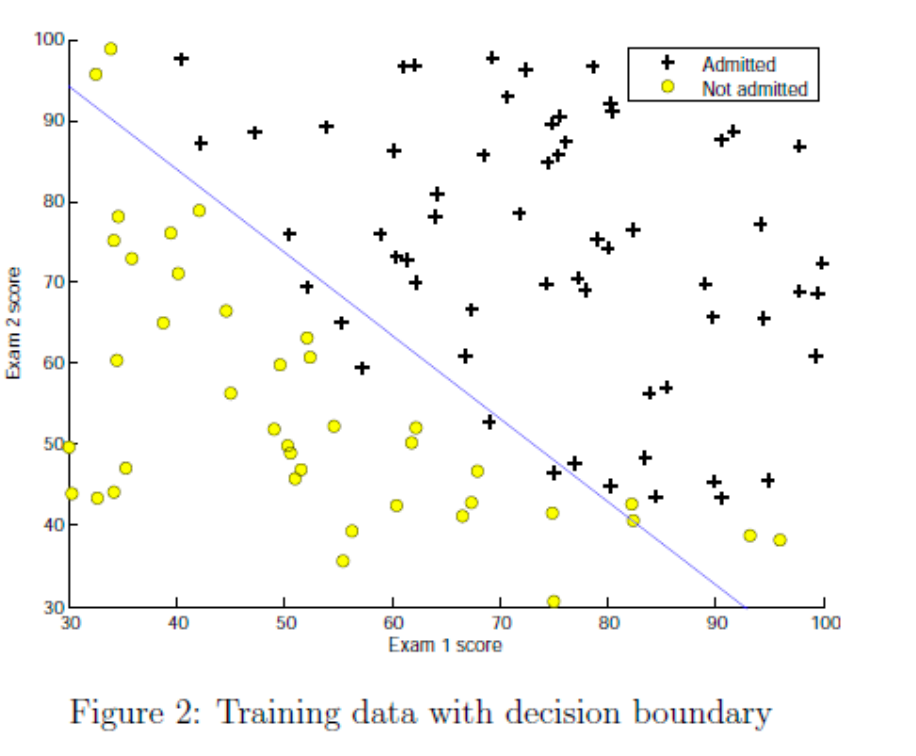 100
90
80
70
60
50
40
30
Exam 2 score
Admitted
Not admitted
30 40 50 60 70 80 90 100
Exam 1 score
Figure 2: Training data with decision boundary